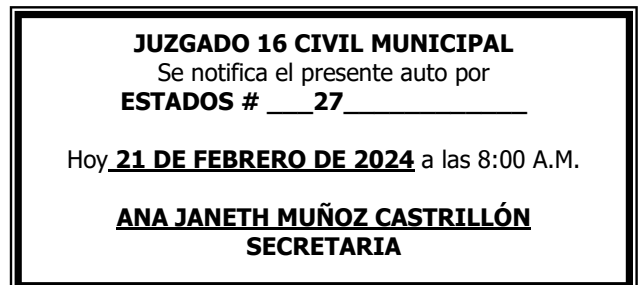 JUZGADO 16 CIVIL MUNICIPAL
Se notifica el presente auto por
ESTADOS # ___27____________
Hoy 21 DE FEBRERO DE 2024 a las 8:00 A.M.
ANA JANETH MUÑOZ CASTRILLÓN
SECRETARIA